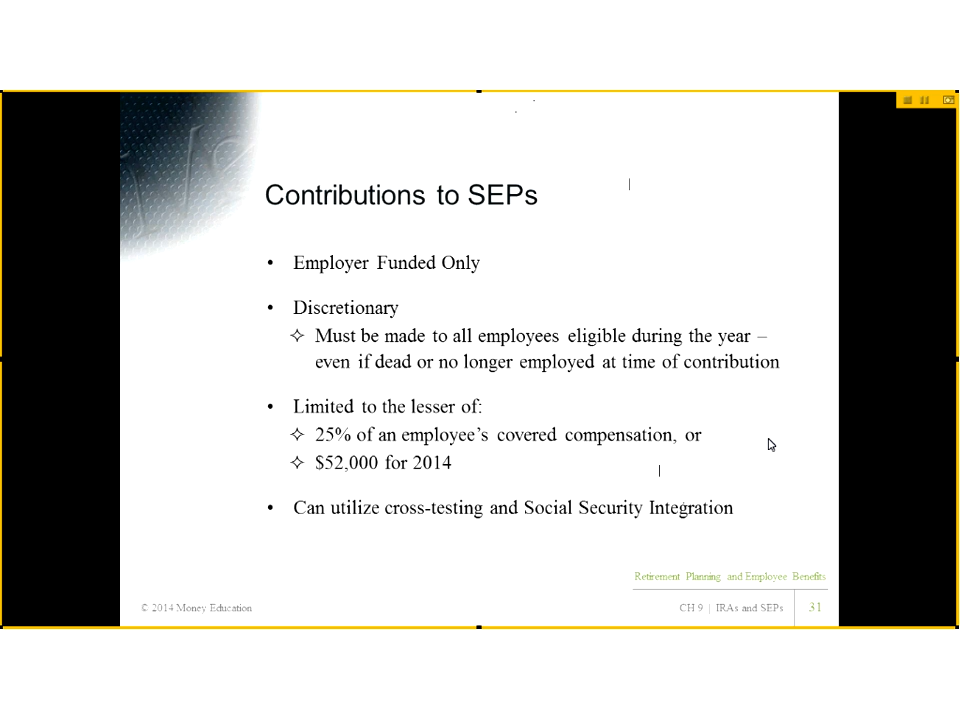 Contributions to SEPs
• Employer Funded Only
• Discretionary
✧ Must be made to all employees eligible during the year –
even if dead or no longer employed at time of contribution
• Limited to the lesser of:
✧ 25% of an employee's covered compensation, or
✧ $52,000 for 2014
• Can utilize cross-testing and Social Security Integration
Retirement Planning and Employee Benefits
© 2014 Money Education
CH 9 | IRAs and SEPs
31